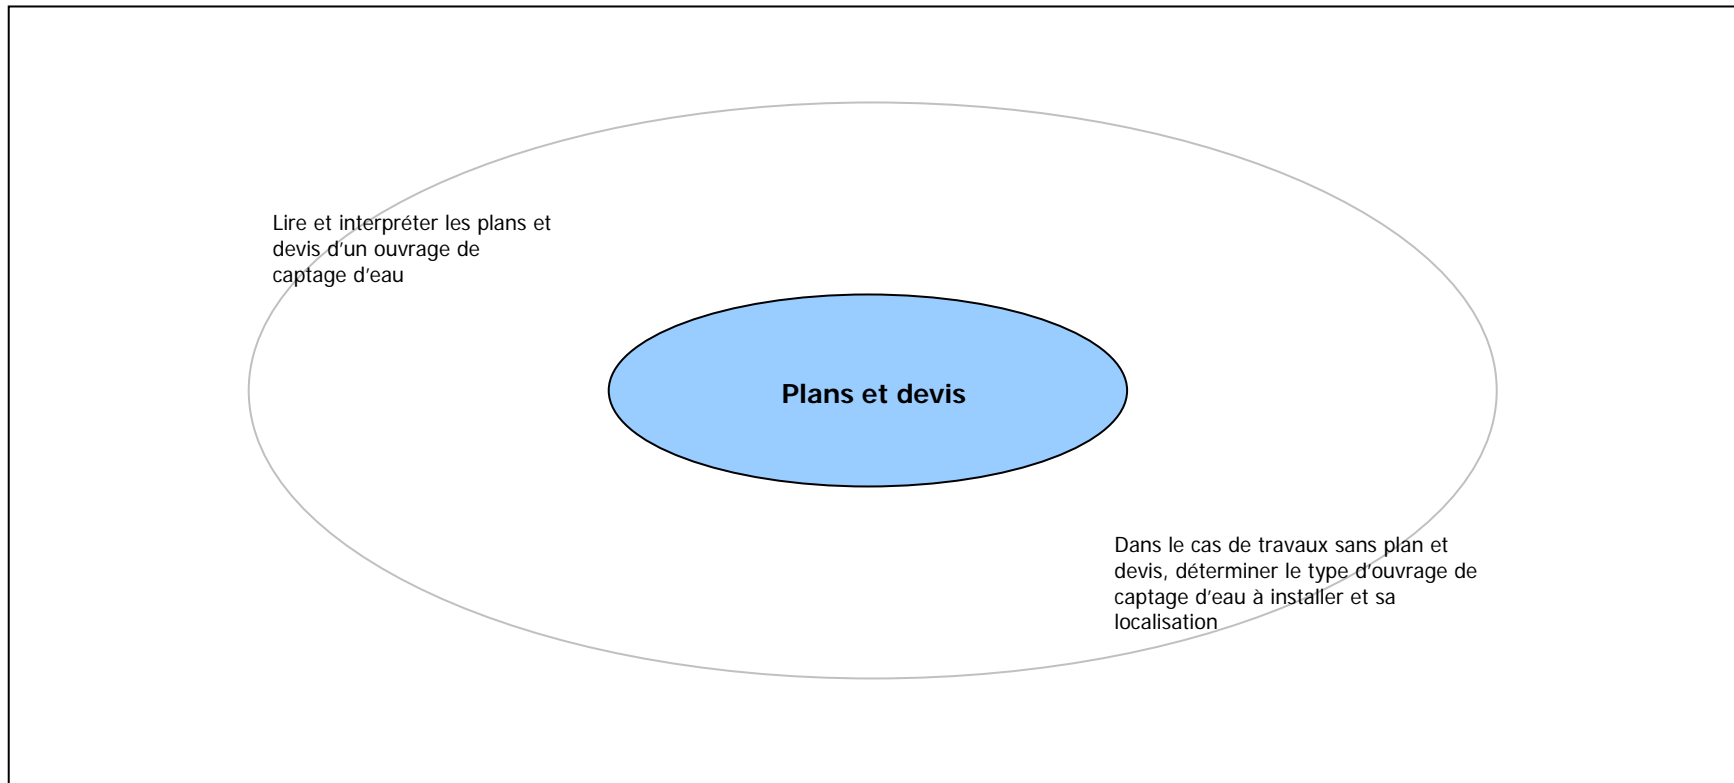 Lire et interpréter les plans et
devis d'un ouvrage de
captage d'eau
Plans et devis
Dans le cas de travaux sans plan et
devis, déterminer le type d'ouvrage de
captage d'eau à installer et sa
localisation